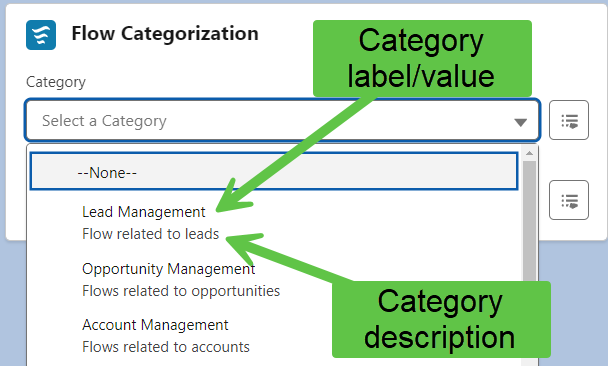 Flow Categorization
Category
label/value
Category
Select a Category
--None--
Lead Management
Flow related to leads
Opportunity Management
Flows related to opportunities
Account Management
Flows related to accounts
Category
description